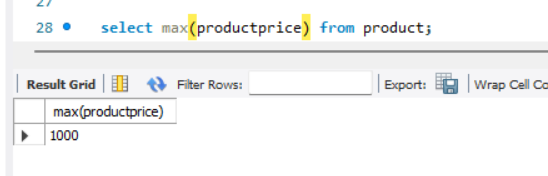 27
28 select max(productprice) from product;
Result Grid Filter Rows: Export: Wrap Cell Co
max(productprice)
1000